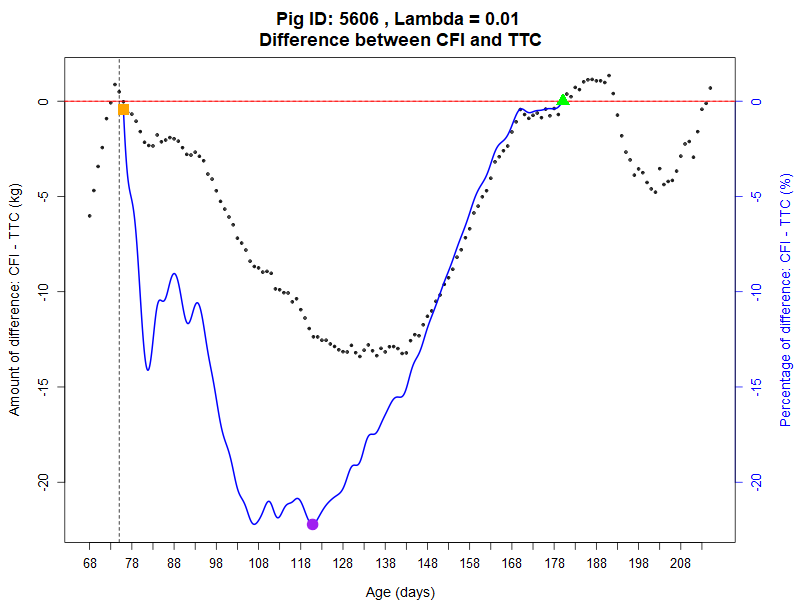 Pig ID: 5606 , Lambda = 0.01
Difference between CFI and TTC
Amount of difference: CFI - TTC (kg)
0
-5
-10
-15
-20
0
-5
-10
-15
-20
Percentage of difference: CFI - TTC (%)
68 78 88 98 108 118 128 138 148 158 168 178 188 198 208
Age (days)